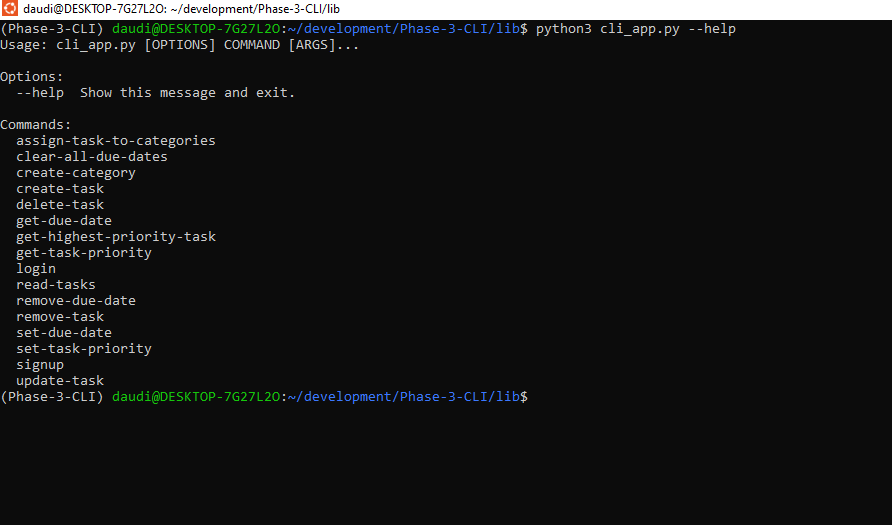 daudi@DESKTOP-7G27L2O: ~/development/Phase-3-CLI/lib
(Phase-3-CLI) daudi@DESKTOP-7G27L2O:~/development/Phase-3-CLI/lib$ python3 cli_app.py --help
Usage: cli_app.py [OPTIONS] COMMAND [ARGS]...
Options:
  --help  Show this message and exit.
Commands:
  assign-task-to-categories
  clear-all-due-dates
  create-category
  create-task
  delete-task
  get-due-date
  get-highest-priority-task
  get-task-priority
  login
  read-tasks
  remove-due-date
  remove-task
  set-due-date
  set-task-priority
  signup
  update-task
(Phase-3-CLI) daudi@DESKTOP-7G27L2O:~/development/Phase-3-CLI/lib$